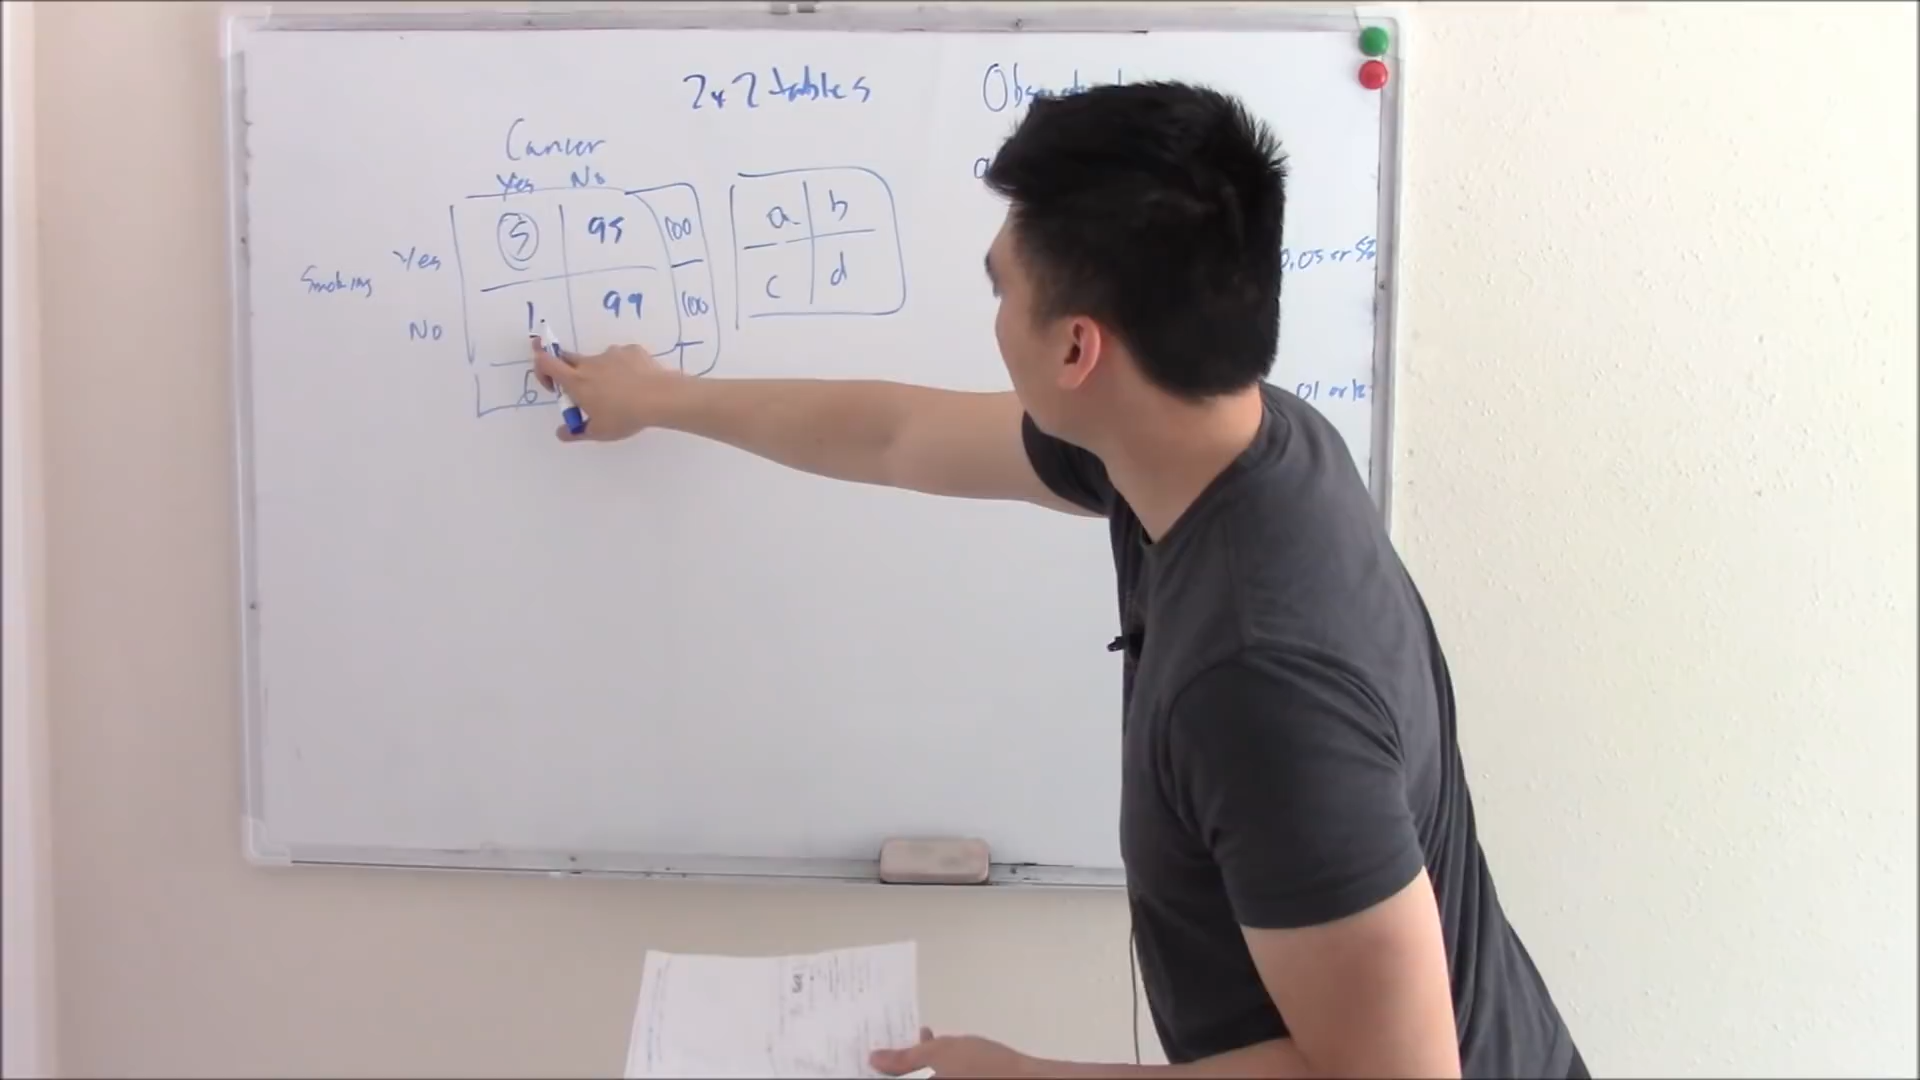 2x2 tables
Cancer
Yes No
Smoking
Yes 5 95 100
No 1 99 100
6
a b
c d
0.05 or 5%
01 or 1%